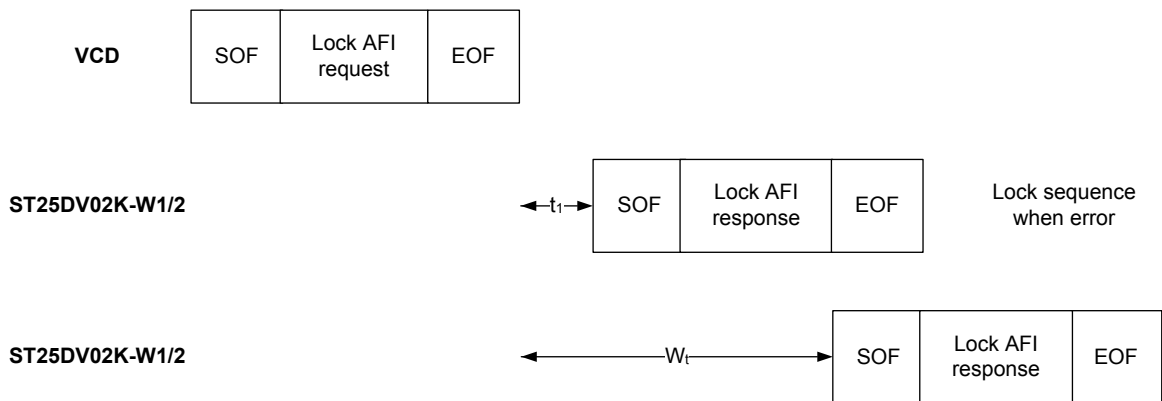 VCD
SOF
Lock AFI
request
EOF
ST25DV02K-W1/2
t1
SOF
Lock AFI
response
EOF
Lock sequence
when error
ST25DV02K-W1/2
Wt
SOF
Lock AFI
response
EOF